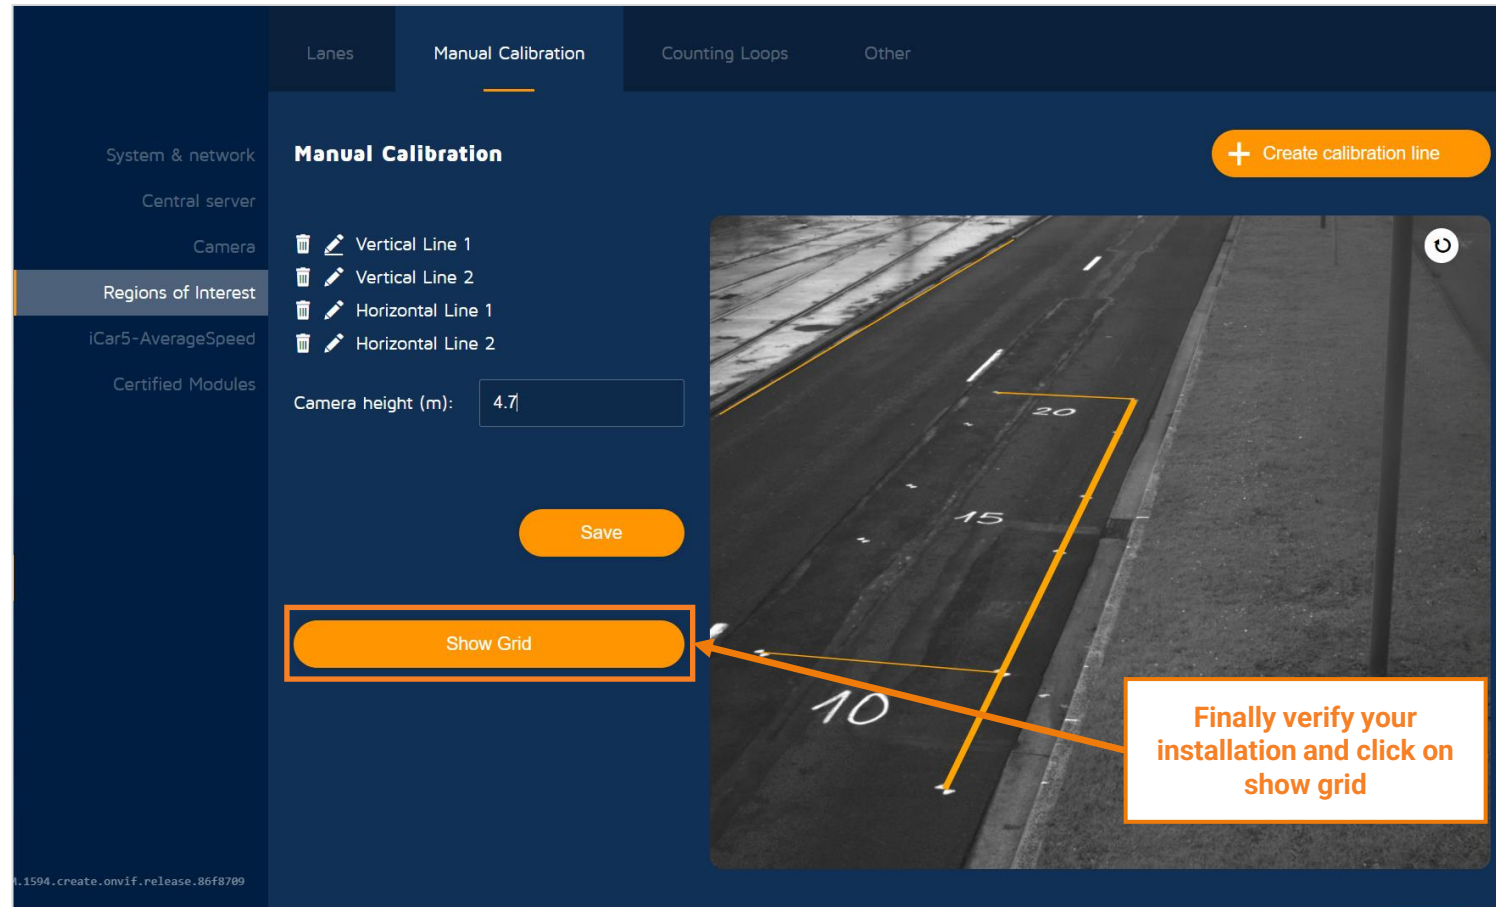 Lanes
Manual Calibration
Counting Loops
Other
System & network
Central server
Camera
Regions of Interest
iCar5-AverageSpeed
Certified Modules
Manual Calibration
Create calibration line
Vertical Line 1
Vertical Line 2
Horizontal Line 1
Horizontal Line 2
Camera height (m):
4.7
Save
Show Grid
20
15
10
Finally verify your
installation and click on
show grid
.1594.create.onvif.release.86f8709